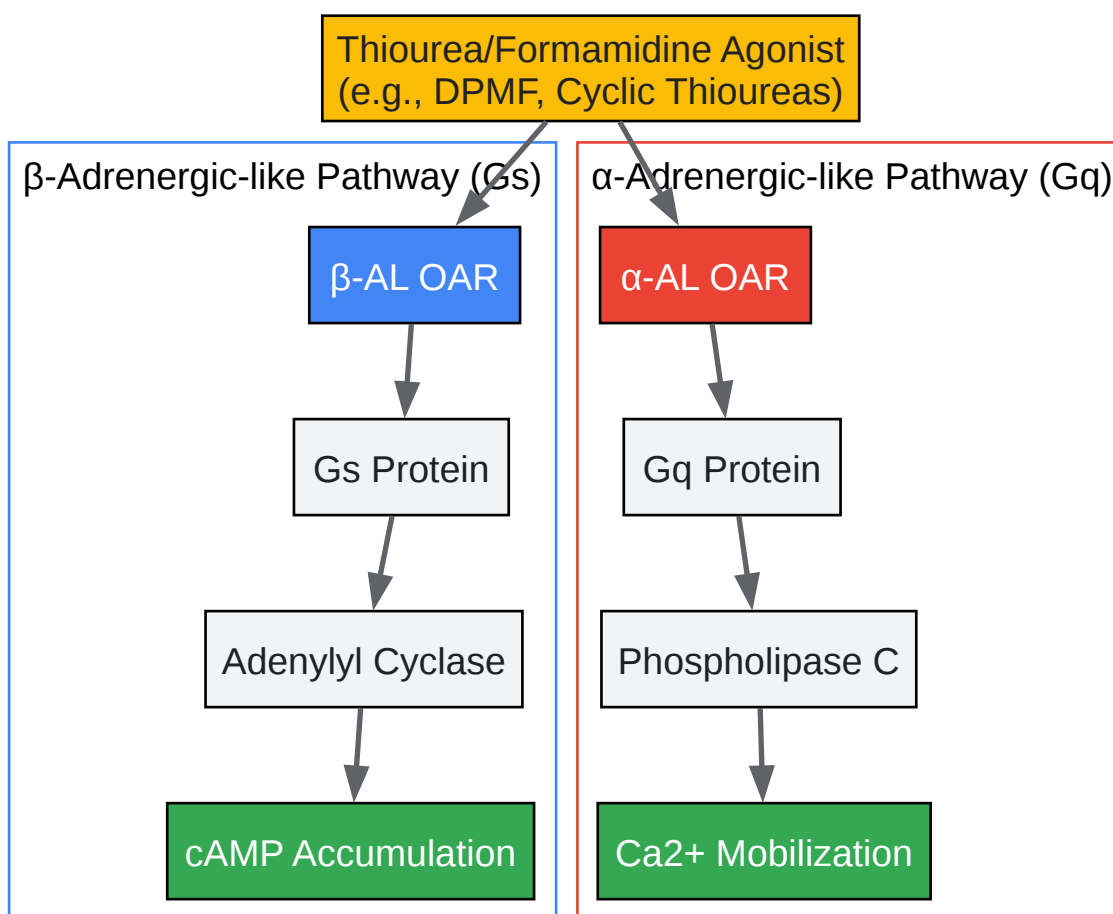 Thiourea/Formamidine Agonist
(e.g., DPMF, Cyclic Thioureas)
β-Adrenergic-like Pathway (Gs)
α-Adrenergic-like Pathway (Gq)
β-AL OAR
α-AL OAR
Gs Protein
Gq Protein
Adenylyl Cyclase
Phospholipase C
cAMP Accumulation
Ca2+ Mobilization